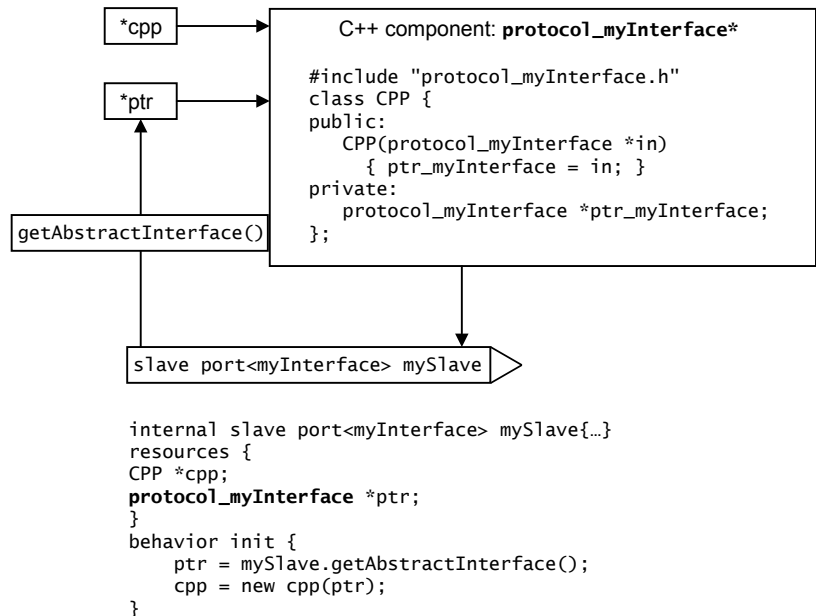 *cpp
C++ component: protocol_myInterface*
*ptr
#include "protocol_myInterface.h"
class CPP {
public:
CPP(protocol_myInterface *in)
{ ptr_myInterface = in; }
private:
protocol_myInterface *ptr_myInterface;
};
getAbstractInterface()
slave port<myInterface> mySlave
internal slave port<myInterface> mySlave{…}
resources {
CPP *cpp;
protocol_myInterface *ptr;
}
behavior init {
ptr = mySlave.getAbstractInterface();
cpp = new cpp(ptr);
}